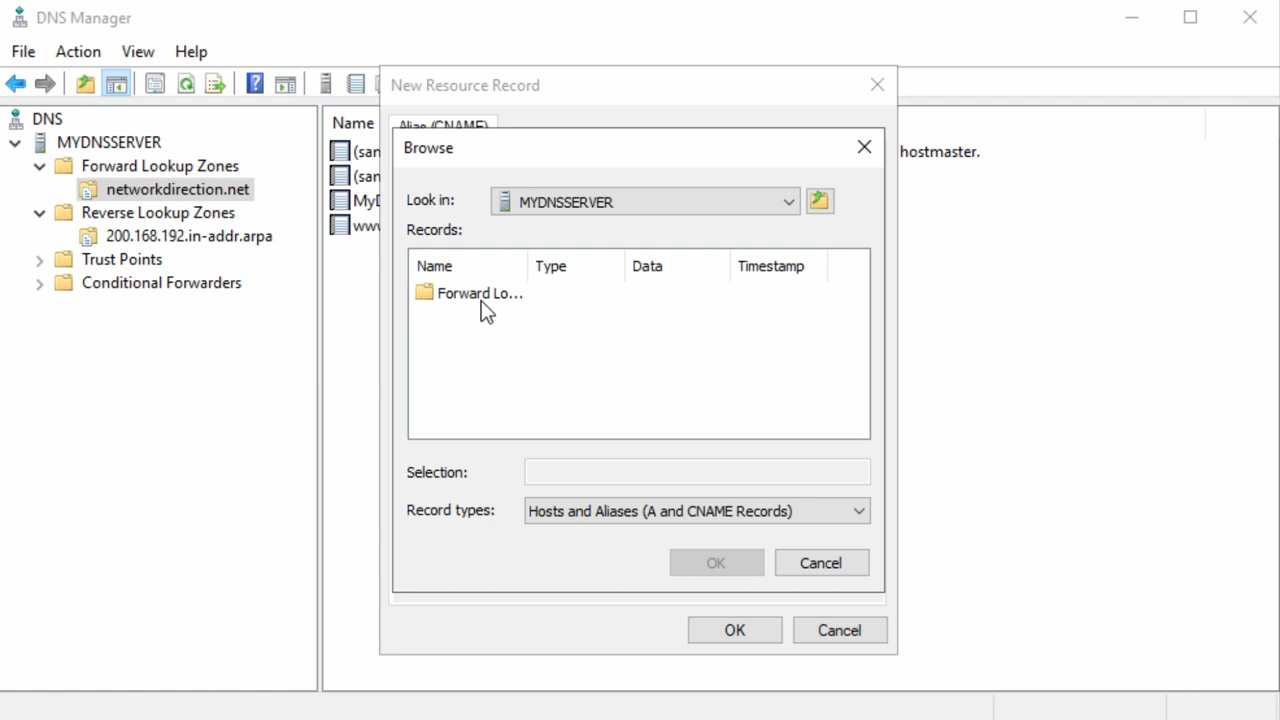 DNS Manager
File Action View Help
New Resource Record
DNS
MYDNSSERVER
Forward Lookup Zones
networkdirection.net
Reverse Lookup Zones
200.168.192.in-addr.arpa
Trust Points
Conditional Forwarders
Name
(san
(san
MyD
www
hostmaster.
Alias (CNAME)
Browse
Look in: MYDNSSERVER
Records:
Name Type Data Timestamp
Forward Lo...
Selection:
Record types: Hosts and Aliases (A and CNAME Records)
OK Cancel
OK Cancel